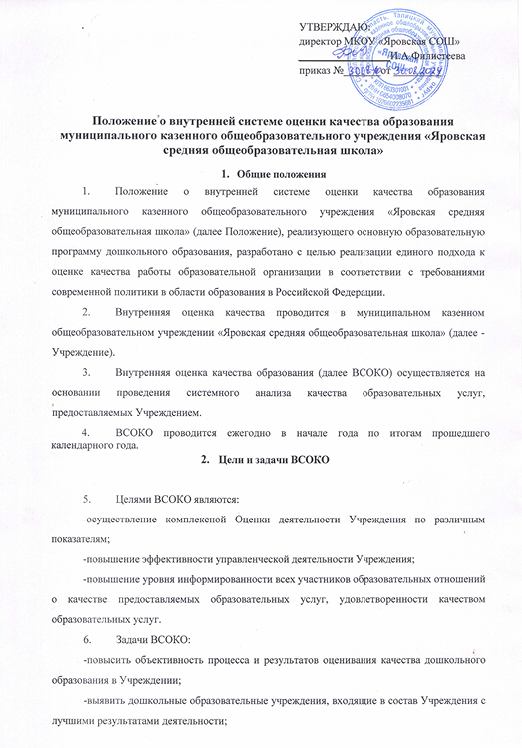 УТВЕРЖДАЮ:
директор МКОУ «Яровская СОШ»
И.А.Филистеева
приказ № от
Положение о внутренней системе оценки качества образования
муниципального казенного общеобразовательного учреждения «Яровская
средняя общеобразовательная школа»
1. Общие положения
1. Положение о внутренней системе оценки качества образования
муниципального казенного общеобразовательного учреждения «Яровская средняя
общеобразовательная школа» (далее Положение), реализующего основную образовательную
программу дошкольного образования, разработано с целью реализации единого подхода к
оценке качества работы образовательной организации в соответствии с требованиями
современной политики в области образования в Российской Федерации.
2. Внутренняя оценка качества проводится в муниципальном казенном
общеобразовательном учреждении «Яровская средняя общеобразовательная школа» (далее -
Учреждение).
3. Внутренняя оценка качества образования (далее ВСОКО) осуществляется на
основании проведения системного анализа качества образовательных услуг,
предоставляемых Учреждением.
4. ВСОКО проводится ежегодно в начале года по итогам прошедшего
календарного года.
2. Цели и задачи ВСОКО
5. Целями ВСОКО являются:
осуществление комплексной Оценки деятельности Учреждения по различным
показателям;
-повышение эффективности управленческой деятельности Учреждения;
-повышение уровня информированности всех участников образовательных отношений
о качестве предоставляемых образовательных услуг, удовлетворенности качеством
образовательных услуг.
6. Задачи ВСОКО:
-повысить объективность процесса и результатов оценивания качества дошкольного
образования в Учреждении;
-выявить дошкольные образовательные учреждения, входящие в состав Учреждения с
лучшими результатами деятельности;